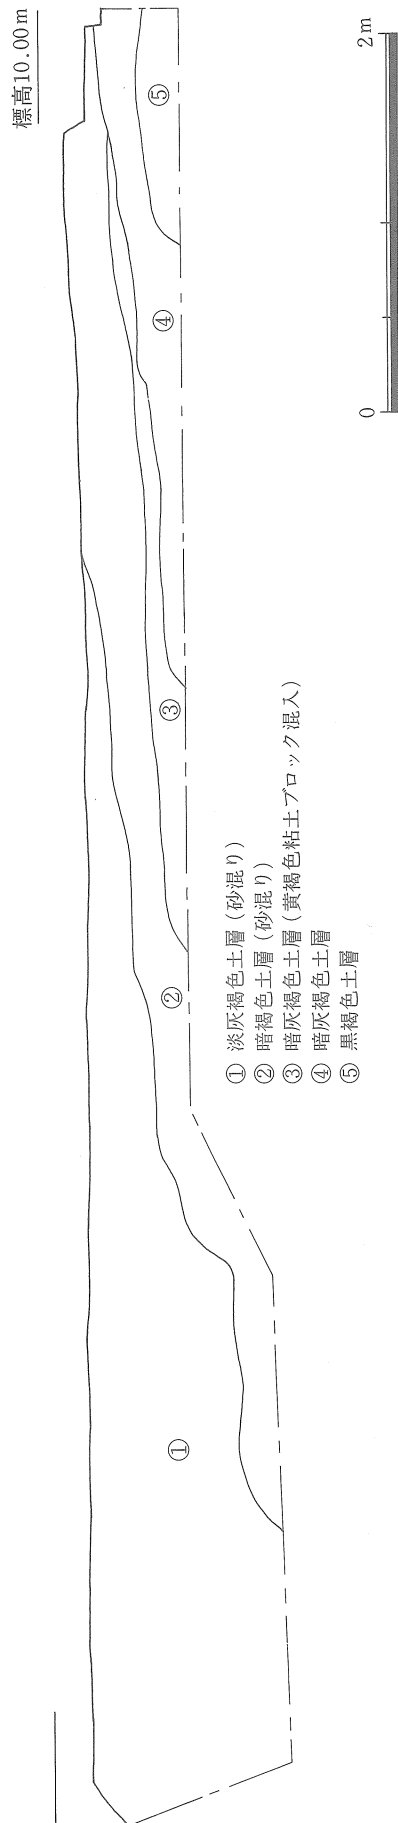 標高10.00m
⑤
④
③
②
①
① 淡灰褐色土層(砂混り)
② 暗褐色土層(砂混り)
③ 暗灰褐色土層(黄褐色粘土ブロック混入)
④ 暗灰褐色土層
⑤ 黒褐色土層
0
2m